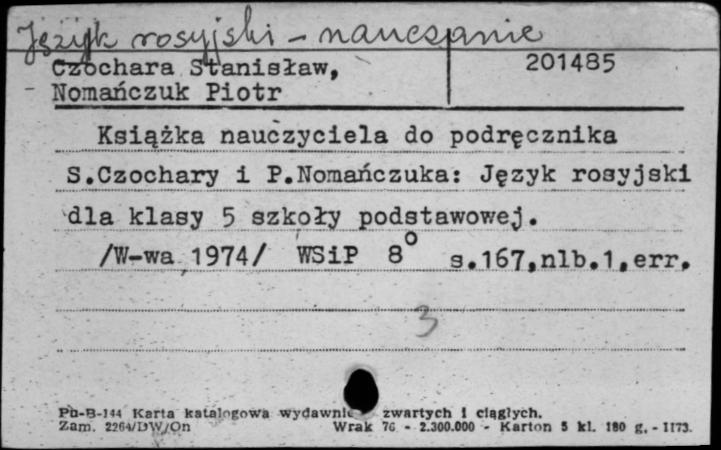 Język rosyjski – nauczanie
Czochara Stanisław, 201485
- Nomańczuk Piotr
Książka nauczyciela do podręcznika
S.Czochary i P.Nomańczuka: Język rosyjski
dla klasy 5 szkoły podstawowej.
/W-wa 1974/ WSiP 8° s.167,nlb.1,err.
3
Pu-B-144 Karta katalogowa wydawnic zwartych i ciągłych.
Zam. 2264/DW/On Wrak 76 - 2.300.000 - Karton 5 kl. 180 g. - 1173.